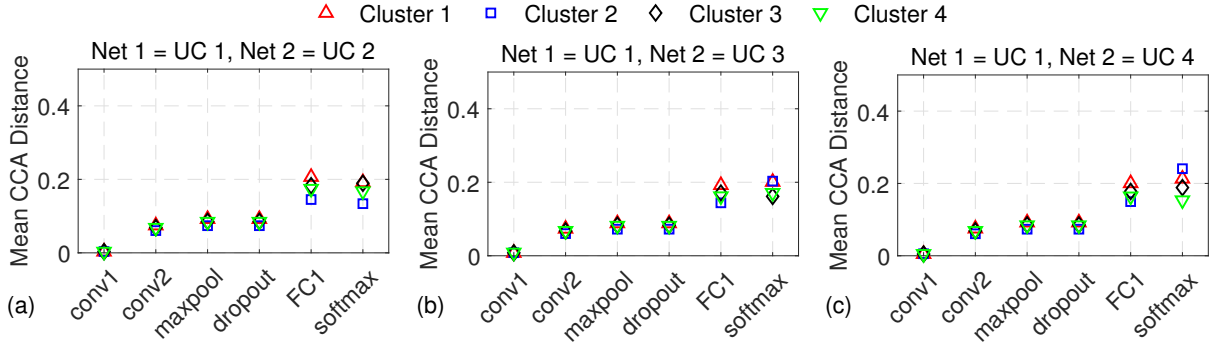 Cluster 1 Cluster 2 Cluster 3 Cluster 4
Net 1 = UC 1, Net 2 = UC 2
Mean CCA Distance
0.4
0.2
0
conv1
conv2
maxpool
dropout
FC1
softmax
(a)
Net 1 = UC 1, Net 2 = UC 3
Mean CCA Distance
0.4
0.2
0
conv1
conv2
maxpool
dropout
FC1
softmax
(b)
Net 1 = UC 1, Net 2 = UC 4
Mean CCA Distance
0.4
0.2
0
conv1
conv2
maxpool
dropout
FC1
softmax
(c)